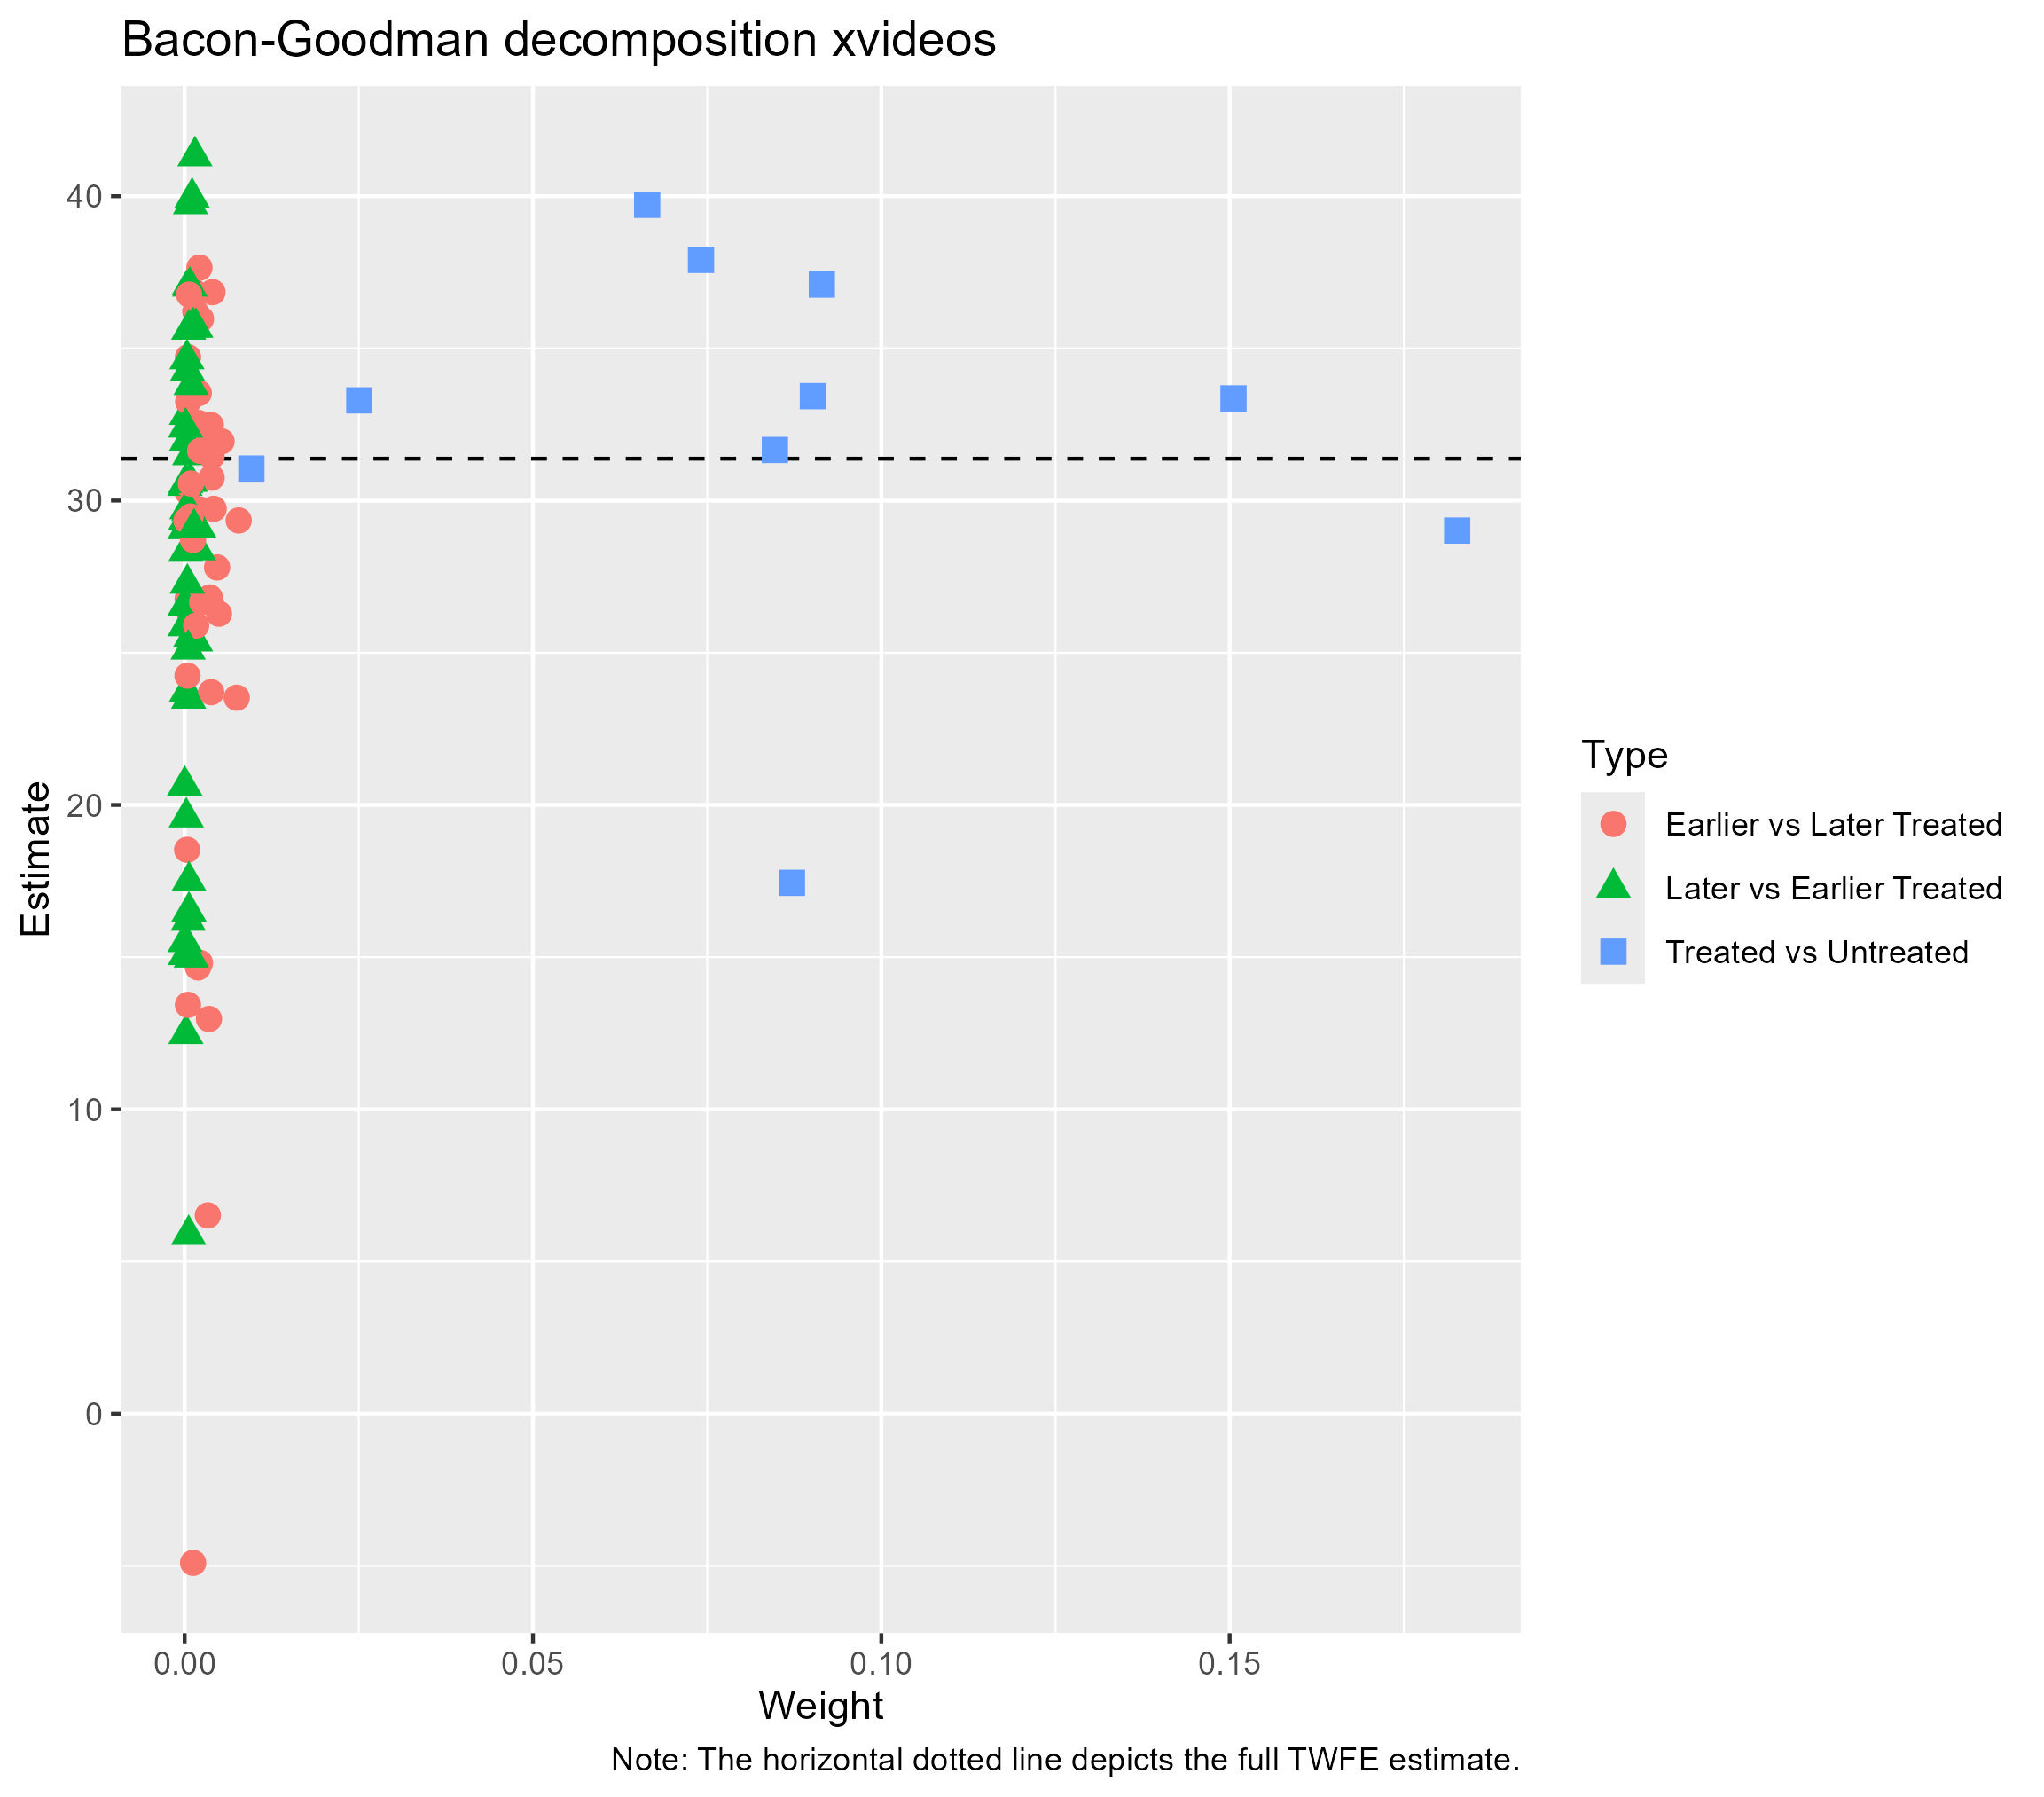 Bacon-Goodman decomposition xvideos
Estimate
40
30
20
10
0
0.00 0.05 0.10 0.15
Weight
Note: The horizontal dotted line depicts the full TWFE estimate.
Type
Earlier vs Later Treated
Later vs Earlier Treated
Treated vs Untreated